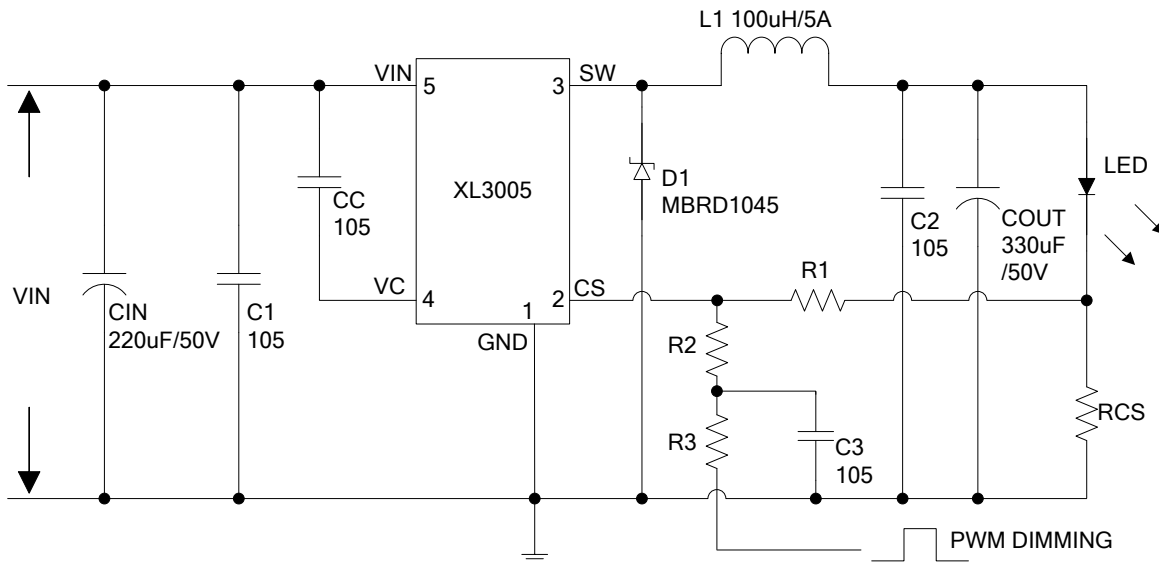 L1 100uH/5A
VIN
5
3
SW
XL3005
CC
105
D1
MBRD1045
LED
C2
105
COUT
330uF
/50V
R1
VC
4
2
CS
VIN
CIN
220uF/50V
C1
105
1
GND
R2
R3
C3
105
RCS
PWM DIMMING